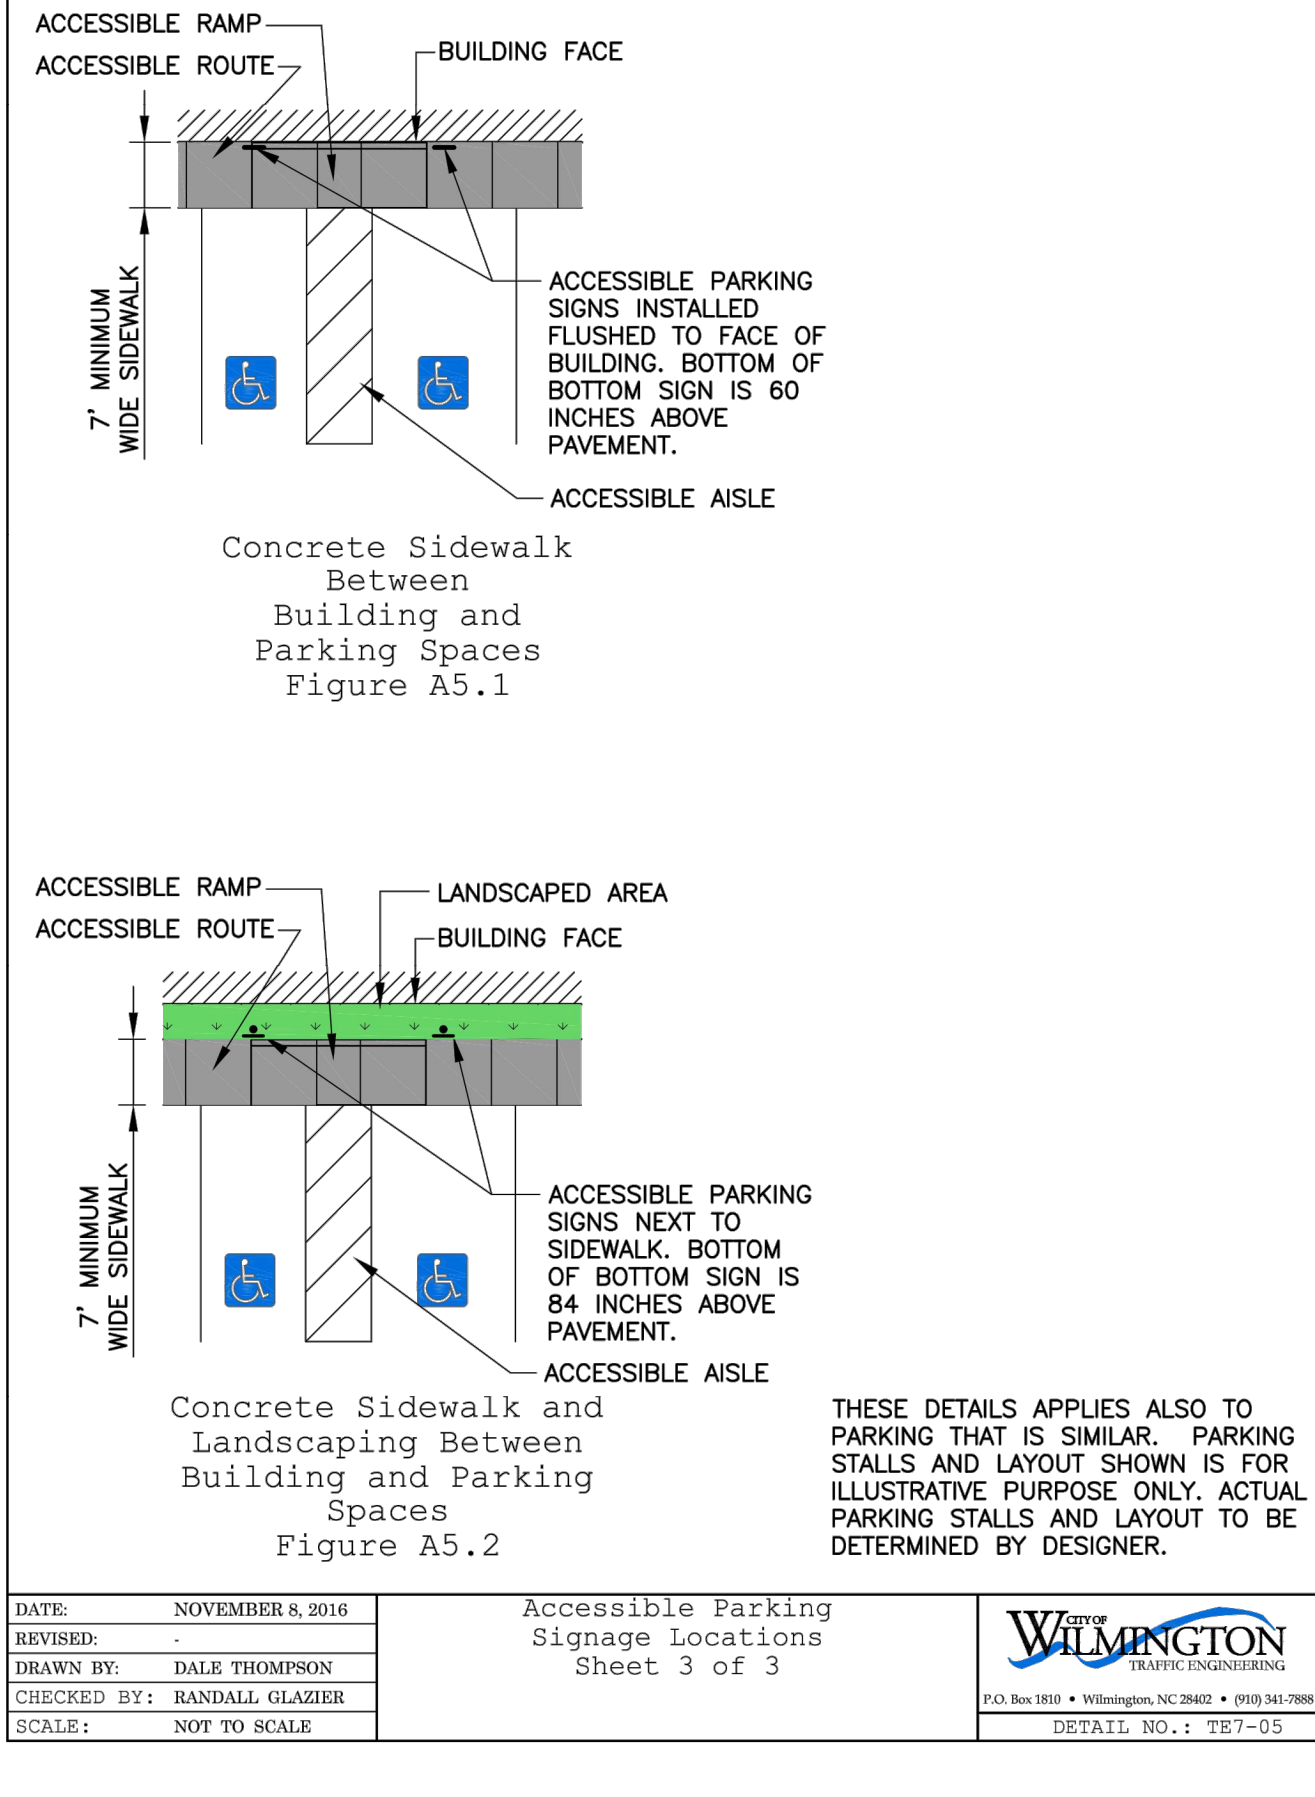 ACCESSIBLE RAMP
ACCESSIBLE ROUTE
BUILDING FACE
7' MINIMUM
WIDE SIDEWALK
ACCESSIBLE PARKING
SIGNS INSTALLED
FLUSHED TO FACE OF
BUILDING. BOTTOM OF
BOTTOM SIGN IS 60
INCHES ABOVE
PAVEMENT.
ACCESSIBLE AISLE
Concrete Sidewalk
Between
Building and
Parking Spaces
Figure A5.1
ACCESSIBLE RAMP
ACCESSIBLE ROUTE
LANDSCAPED AREA
BUILDING FACE
7' MINIMUM
WIDE SIDEWALK
ACCESSIBLE PARKING
SIGNS NEXT TO
SIDEWALK. BOTTOM
OF BOTTOM SIGN IS
84 INCHES ABOVE
PAVEMENT.
ACCESSIBLE AISLE
Concrete Sidewalk and
Landscaping Between
Building and Parking
Spaces
Figure A5.2
THESE DETAILS APPLIES ALSO TO
PARKING THAT IS SIMILAR. PARKING
STALLS AND LAYOUT SHOWN IS FOR
ILLUSTRATIVE PURPOSE ONLY. ACTUAL
PARKING STALLS AND LAYOUT TO BE
DETERMINED BY DESIGNER.
DATE: NOVEMBER 8, 2016
REVISED: -
DRAWN BY: DALE THOMPSON
CHECKED BY: RANDALL GLAZIER
SCALE: NOT TO SCALE
Accessible Parking
Signage Locations
Sheet 3 of 3
CITY OF
WILMINGTON
TRAFFIC ENGINEERING
P.O. Box 1810 • Wilmington, NC 28402 • (910) 341-7888
DETAIL NO.: TE7-05